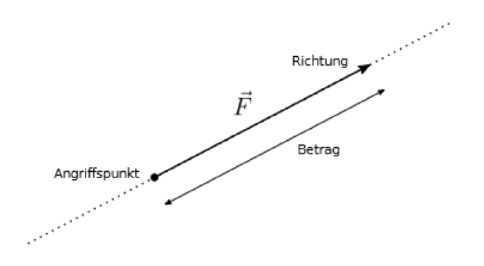 Richtung
F⃗
Betrag
Angriffspunkt